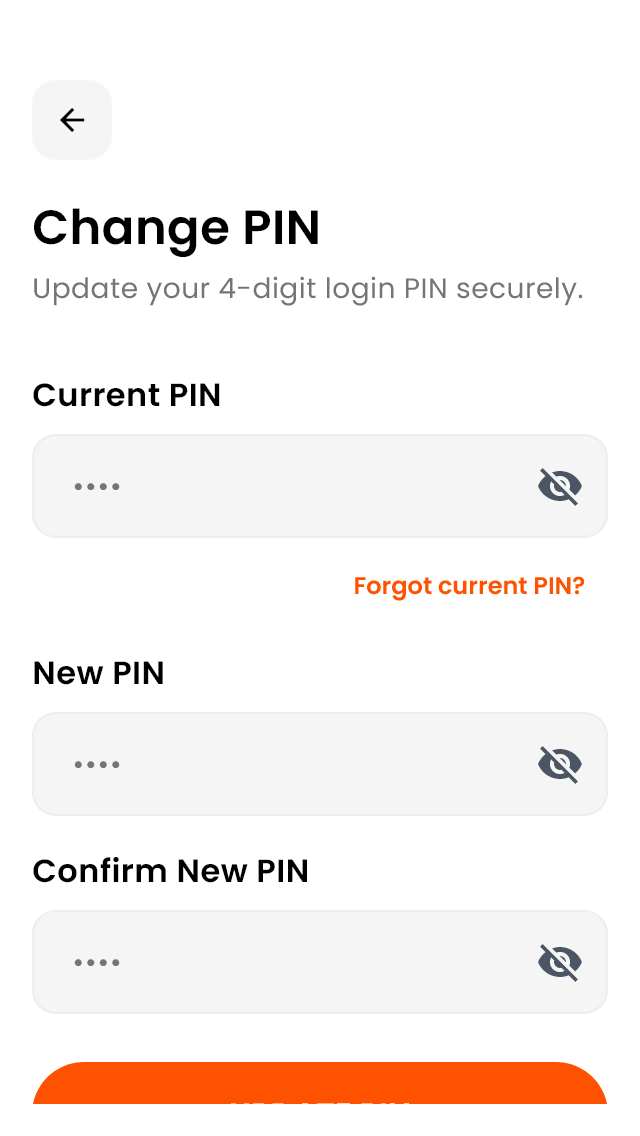 Change PIN
Update your 4-digit login PIN securely.
Current PIN
••••
Forgot current PIN?
New PIN
••••
Confirm New PIN
••••